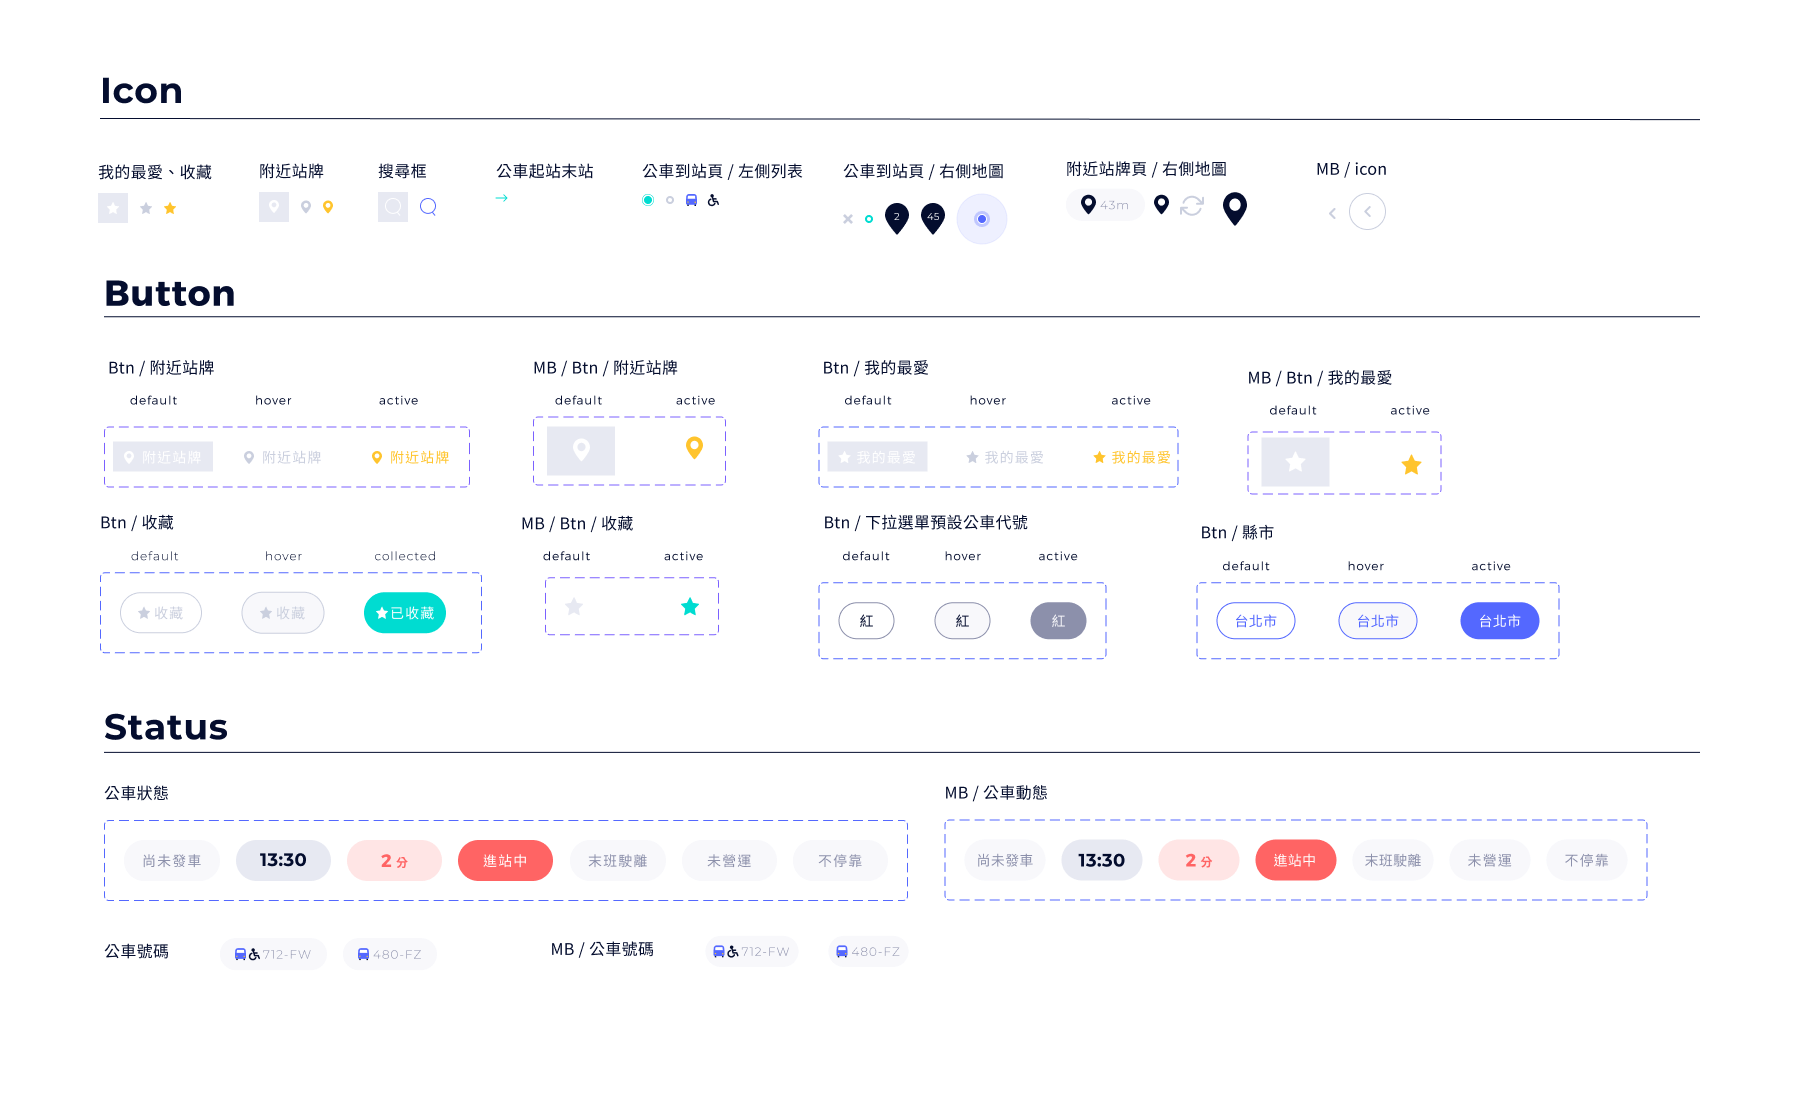 Icon
我的最愛、收藏
附近站牌
搜尋框
公車起站末站
公車到站頁 / 左側列表
公車到站頁 / 右側地圖
附近站牌頁 / 右側地圖
MB / icon
2
45
43m
Button
Btn / 附近站牌
default
hover
active
附近站牌
附近站牌
附近站牌
MB / Btn / 附近站牌
default
active
Btn / 我的最愛
default
hover
active
我的最愛
我的最愛
我的最愛
MB / Btn / 我的最愛
default
active
Btn / 收藏
default
hover
collected
收藏
收藏
已收藏
MB / Btn / 收藏
default
active
Btn / 下拉選單預設公車代號
default
hover
active
紅
紅
紅
Btn / 縣市
default
hover
active
台北市
台北市
台北市
Status
公車狀態
尚未發車
13:30
2 分
進站中
末班駛離
未營運
不停靠
MB / 公車動態
尚未發車
13:30
2 分
進站中
末班駛離
未營運
不停靠
公車號碼
712-FW
480-FZ
MB / 公車號碼
712-FW
480-FZ